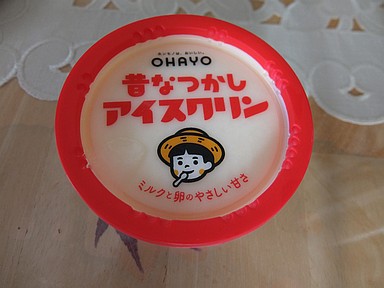 OHAYO
昔なつかし
アイスクリン
ミルクと卵のやさしい甘さ